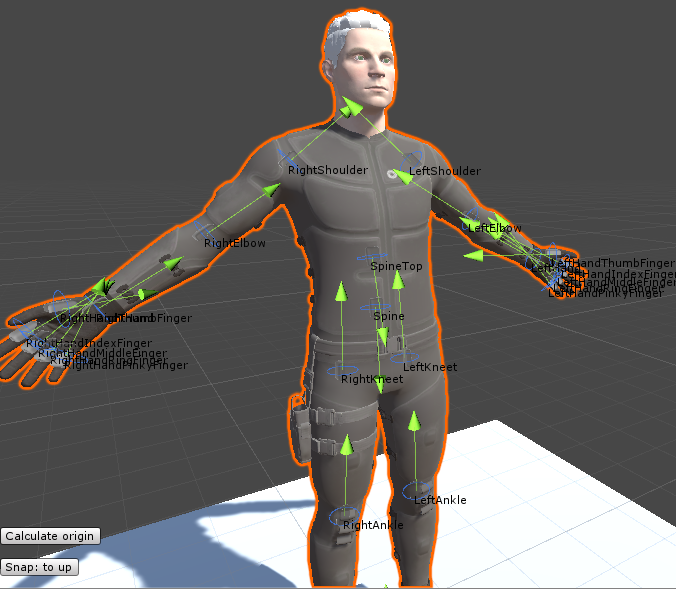 RightShoulder
LeftShoulder
LeftElbow
RightElbow
SpineTop
LeftHandThumbFinger
LeftHandIndexFinger
LeftHandMiddleFinger
LeftHandPinkyFinger
Spine
RightHandIndexFinger
RightHandMiddleFinger
RightHandRingFinger
RightHandPinkyFinger
LeftKneet
RightKneet
LeftAnkle
RightAnkle
Calculate origin
Snap: to up